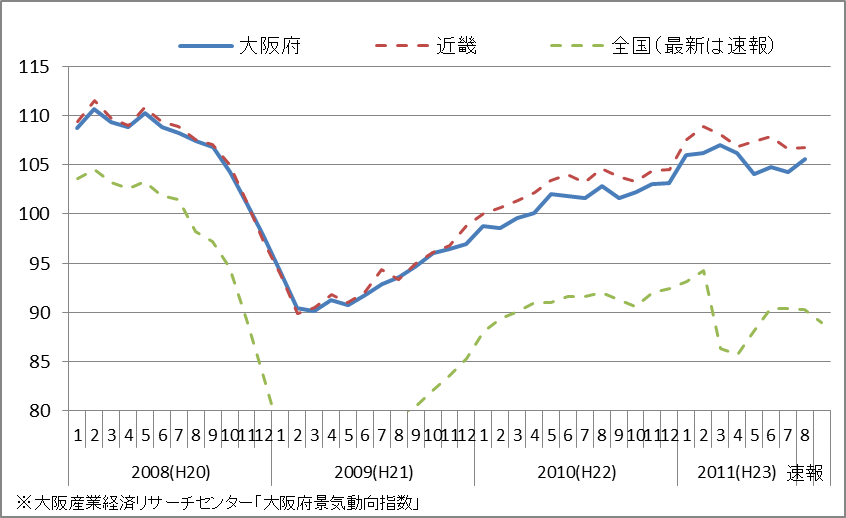 大阪府 近畿 全国(最新は速報)
115
110
105
100
95
90
85
80
1 2 3 4 5 6 7 8 9 10 11 12 1 2 3 4 5 6 7 8 9 10 11 12 1 2 3 4 5 6 7 8 9 10 11 12 1 2 3 4 5 6 7 8
2008(H20) 2009(H21) 2010(H22) 2011(H23) 速報
※大阪産業経済リサーチセンター「大阪府景気動向指数」